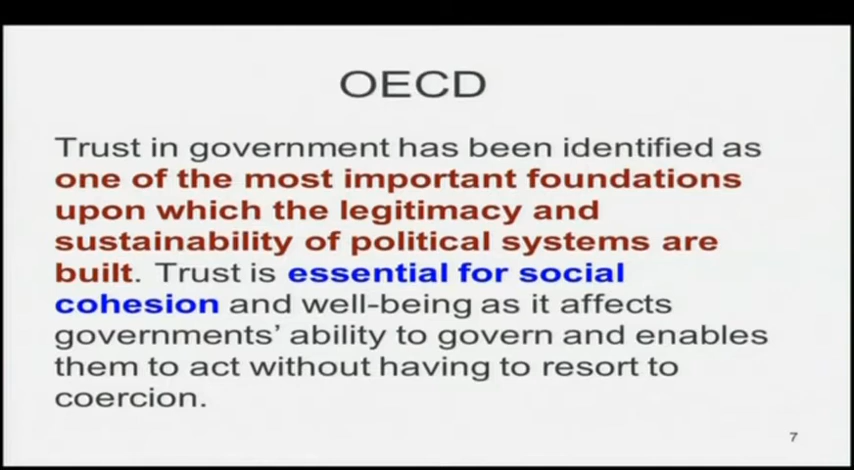 OECD
Trust in government has been identified as
one of the most important foundations
upon which the legitimacy and
sustainability of political systems are
built. Trust is essential for social
cohesion and well-being as it affects
governments’ ability to govern and enables
them to act without having to resort to
coercion.
7